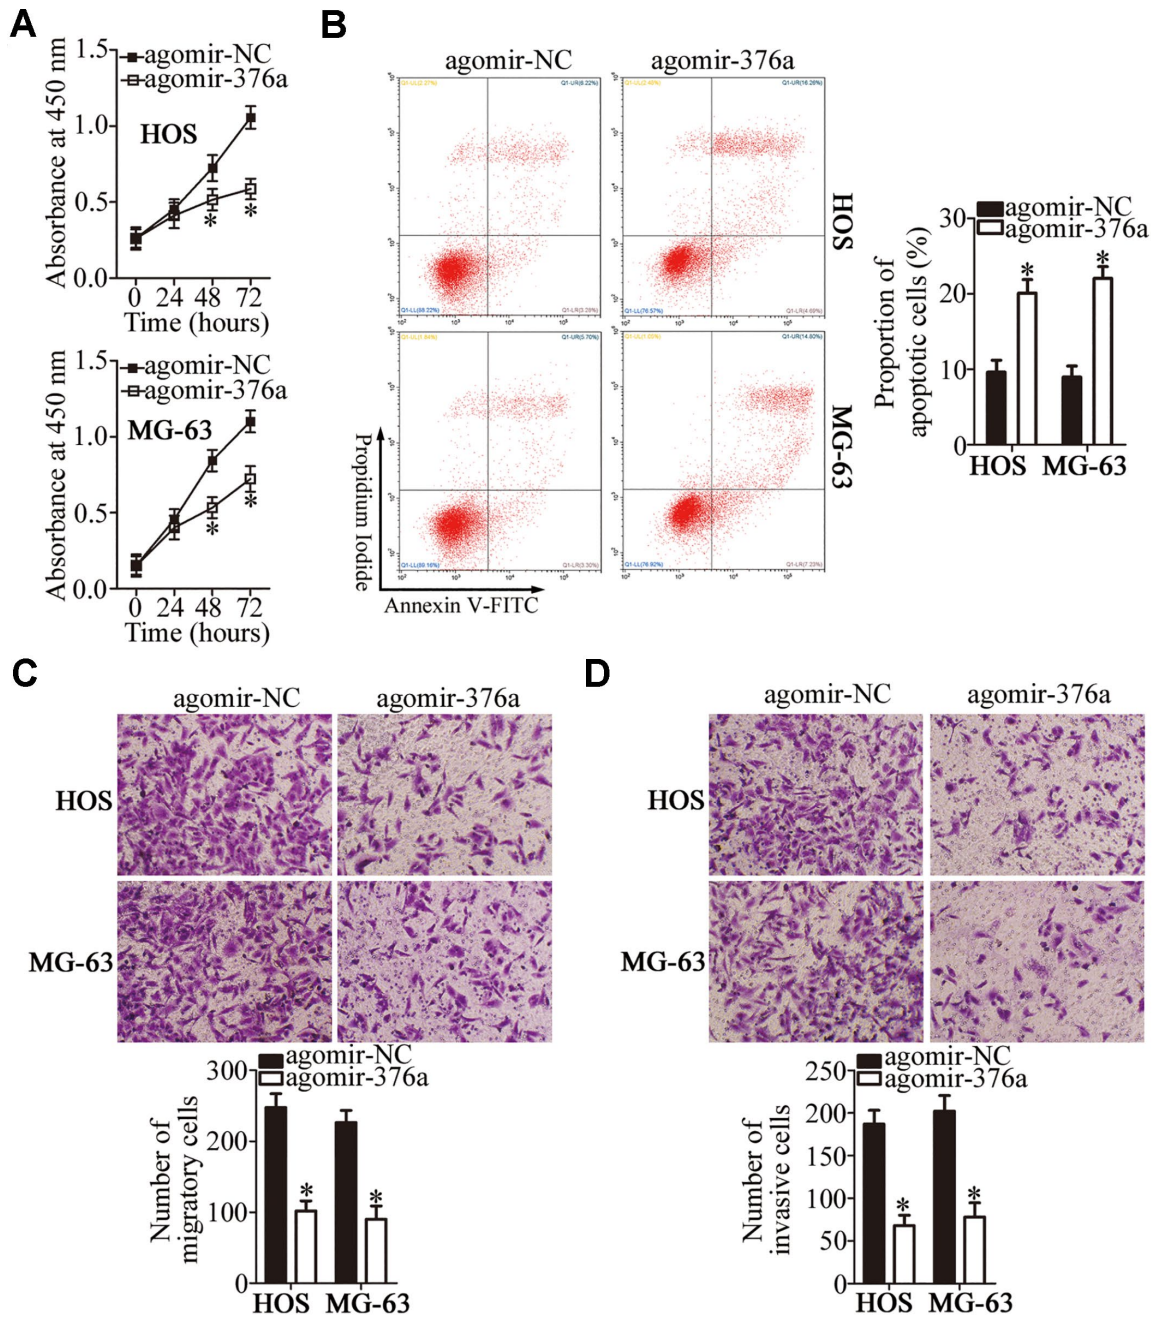 A
1.5
agomir-NC
agomir-376a
HOS
1.0
0.5
0.0
Absorbance at 450 nm
*
*
0 24 48 72
Time (hours)
1.5
agomir-NC
agomir-376a
MG-63
1.0
0.5
0.0
Absorbance at 450 nm
*
*
0 24 48 72
Time (hours)
B
agomir-NC
agomir-376a
HOS
MG-63
Propidium Iodide
Annexin V-FITC
agomir-NC
agomir-376a
30
20
10
0
Proportion of
apoptotic cells (%)
*
*
HOS MG-63
C
agomir-NC
agomir-376a
HOS
MG-63
agomir-NC
agomir-376a
300
200
100
0
Number of
migratory cells
*
*
HOS MG-63
D
agomir-NC
agomir-376a
HOS
MG-63
agomir-NC
agomir-376a
250
200
150
100
50
0
Number of
invasive cells
*
*
HOS MG-63